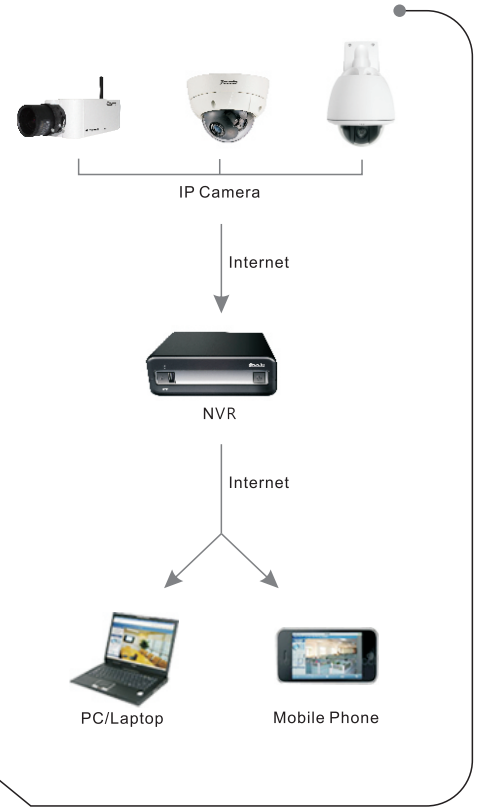 IP Camera
Internet
NVR
Internet
PC/Laptop
Mobile Phone